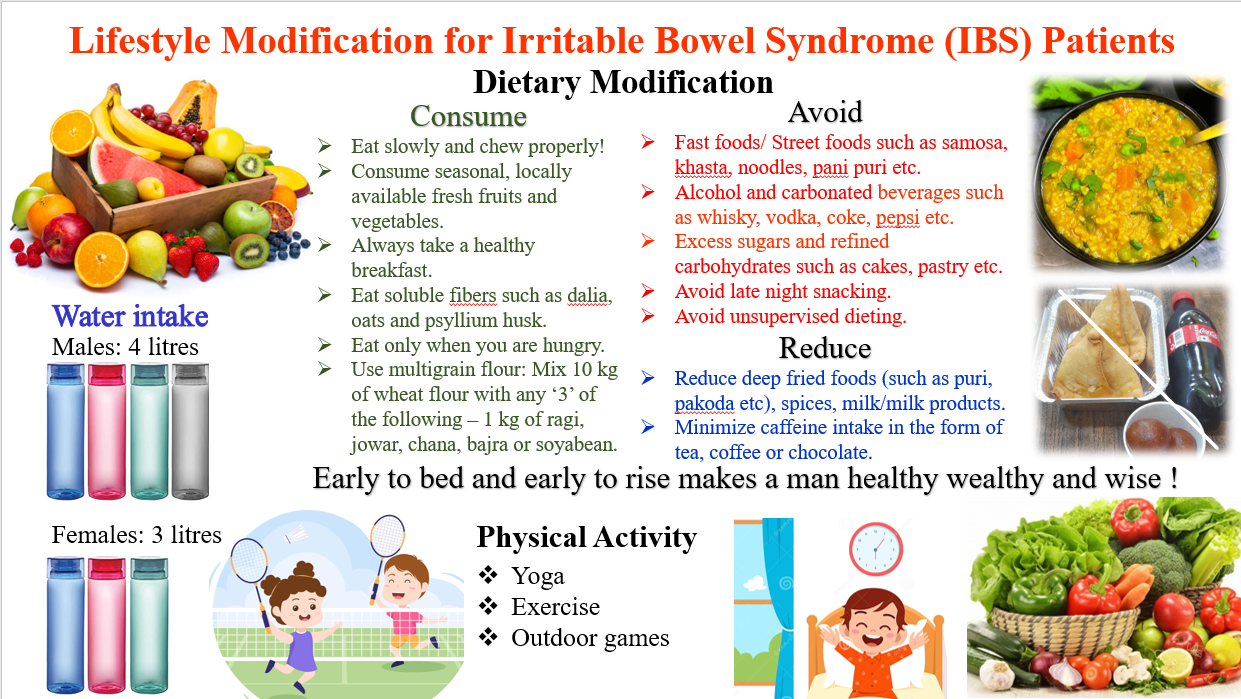 Lifestyle Modification for Irritable Bowel Syndrome (IBS) Patients
Dietary Modification
Consume
➢ Eat slowly and chew properly!
➢ Consume seasonal, locally
available fresh fruits and
vegetables.
➢ Always take a healthy
breakfast.
➢ Eat soluble fibers such as dalia,
oats and psyllium husk.
➢ Eat only when you are hungry.
➢ Use multigrain flour: Mix 10 kg
of wheat flour with any ‘3’ of
the following – 1 kg of ragi,
jowar, chana, bajra or soyabean.
Avoid
➢ Fast foods/ Street foods such as samosa,
khasta, noodles, pani puri etc.
➢ Alcohol and carbonated beverages such
as whisky, vodka, coke, pepsi etc.
➢ Excess sugars and refined
carbohydrates such as cakes, pastry etc.
➢ Avoid late night snacking.
➢ Avoid unsupervised dieting.
Reduce
➢ Reduce deep fried foods (such as puri,
pakoda etc), spices, milk/milk products.
➢ Minimize caffeine intake in the form of
tea, coffee or chocolate.
Water intake
Males: 4 litres
Early to bed and early to rise makes a man healthy wealthy and wise !
Females: 3 litres
Physical Activity
❖ Yoga
❖ Exercise
❖ Outdoor games